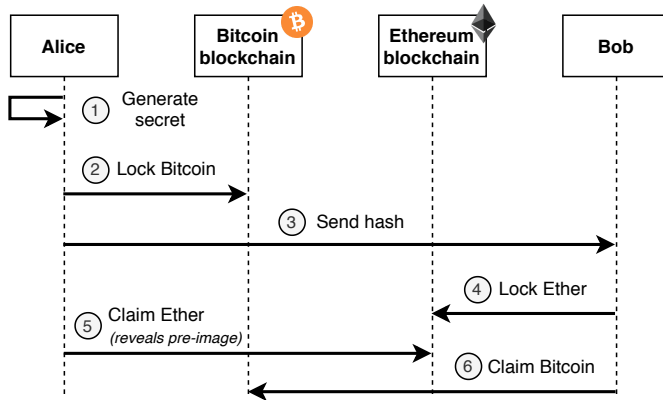 Alice
Bitcoin
blockchain
Ethereum
blockchain
Bob
1 Generate
secret
2 Lock Bitcoin
3 Send hash
4 Lock Ether
5 Claim Ether
(reveals pre-image)
6 Claim Bitcoin